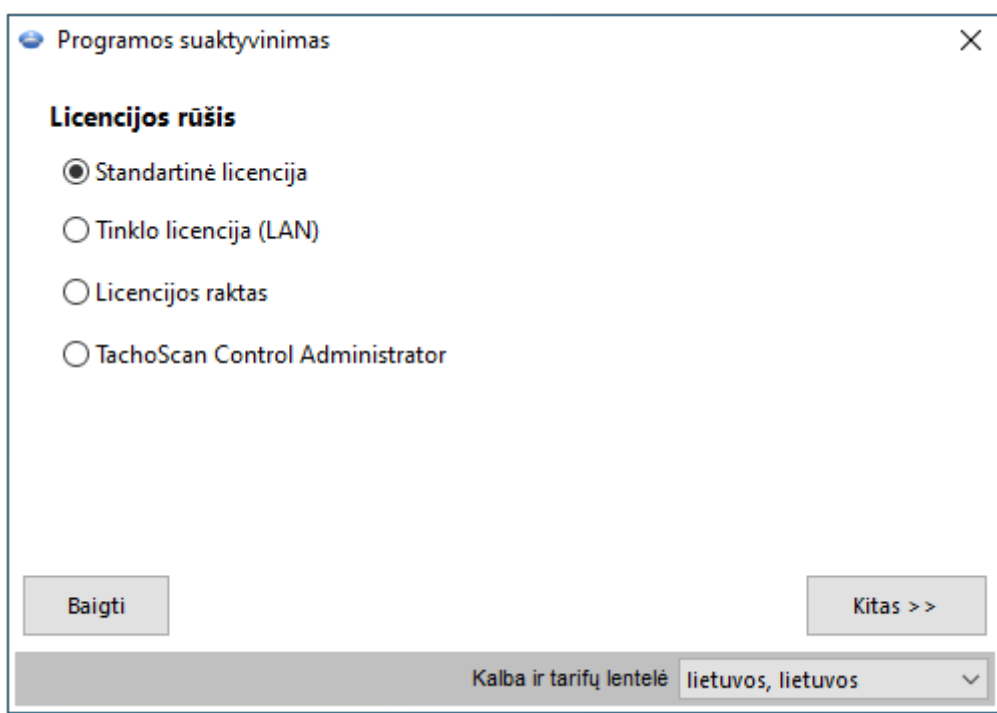 Programos suaktyvinimas
Licencijos rūšis
Standartinė licencija
Tinklo licencija (LAN)
Licencijos raktas
TachoScan Control Administrator
Baigti
Kitas >>
Kalba ir tarifų lentelė lietuvos, lietuvos